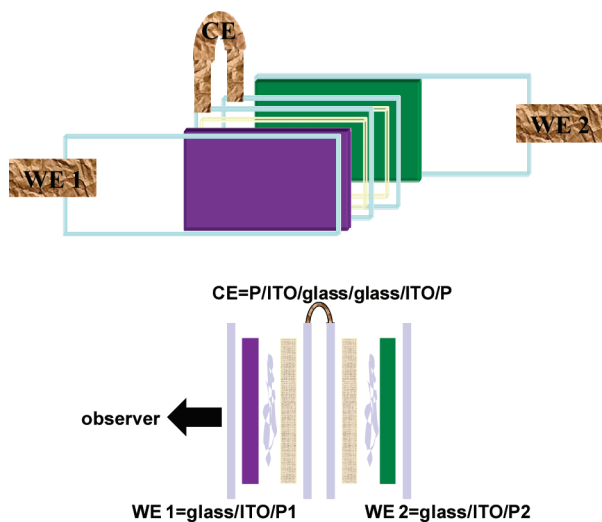 CE
WE 1
WE 2
CE=P/ITO/glass/glass/ITO/P
observer
WE 1=glass/ITO/P1
WE 2=glass/ITO/P2